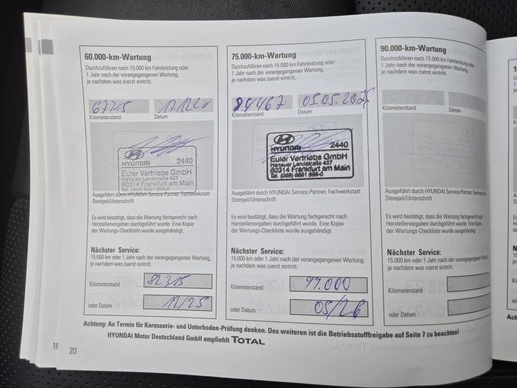 60.000-km-Wartung
Durchzuführen nach 15.000 km Fahrleistung oder
1 Jahr nach der vorangegangenen Wartung,
je nachdem was zuerst eintritt.
Kilometerstand
Datum
HYUNDAI 2440
Euler Vertriebs GmbH
Hanauer Landstraße 427
60314 Frankfurt am Main
Ausgeführt durch HYUNDAI Service-Partner, Fachwerkstatt
Stempel/Unterschrift
Es wird bestätigt, dass die Wartung fachgerecht nach
Herstellervorgaben durchgeführt wurde. Eine Kopie
der Wartungs-Checkliste wurde ausgehändigt.
Nächster Service:
15.000 km oder 1 Jahr nach der vorangegangenen Wartung,
je nachdem was zuerst eintritt:
Kilometerstand 82715
oder Datum 12/25
75.000-km-Wartung
Durchzuführen nach 15.000 km Fahrleistung oder
1 Jahr nach der vorangegangenen Wartung,
je nachdem was zuerst eintritt.
84467
Kilometerstand
Datum
HYUNDAI 2440
Euler Vertriebs GmbH
Hanauer Landstraße 427
60314 Frankfurt am Main
Ausgeführt durch HYUNDAI Service-Partner, Fachwerkstatt
Stempel/Unterschrift
Es wird bestätigt, dass die Wartung fachgerecht nach
Herstellervorgaben durchgeführt wurde. Eine Kopie
der Wartungs-Checkliste wurde ausgehändigt.
Nächster Service:
15.000 km oder 1 Jahr nach der vorangegangenen Wartung,
je nachdem was zuerst eintritt:
Kilometerstand 99.000
oder Datum 05/26
90.000-km-Wartung
Durchzuführen nach 15.000 km Fahrleistung oder
1 Jahr nach der vorangegangenen Wartung,
je nachdem was zuerst eintritt.
Kilometerstand
Datum
Ausgeführt durch HYUNDAI Service-Partner, Fachwerkstatt
Stempel/Unterschrift
Es wird bestätigt, dass die Wartung fachgerecht nach
Herstellervorgaben durchgeführt wurde. Eine Kopie
der Wartungs-Checkliste wurde ausgehändigt.
Nächster Service:
15.000 km oder 1 Jahr nach der vorangegangenen
je nachdem was zuerst eintritt:
Kilometerstand
oder Datum
Achtung: An Termin für Karosserie- und Unterboden-Prüfung denken. Des weiteren ist die Betriebsstofffreigabe auf Seite 7 zu beachten!
HYUNDAI Motor Deutschland GmbH empfiehlt TOTAL
20